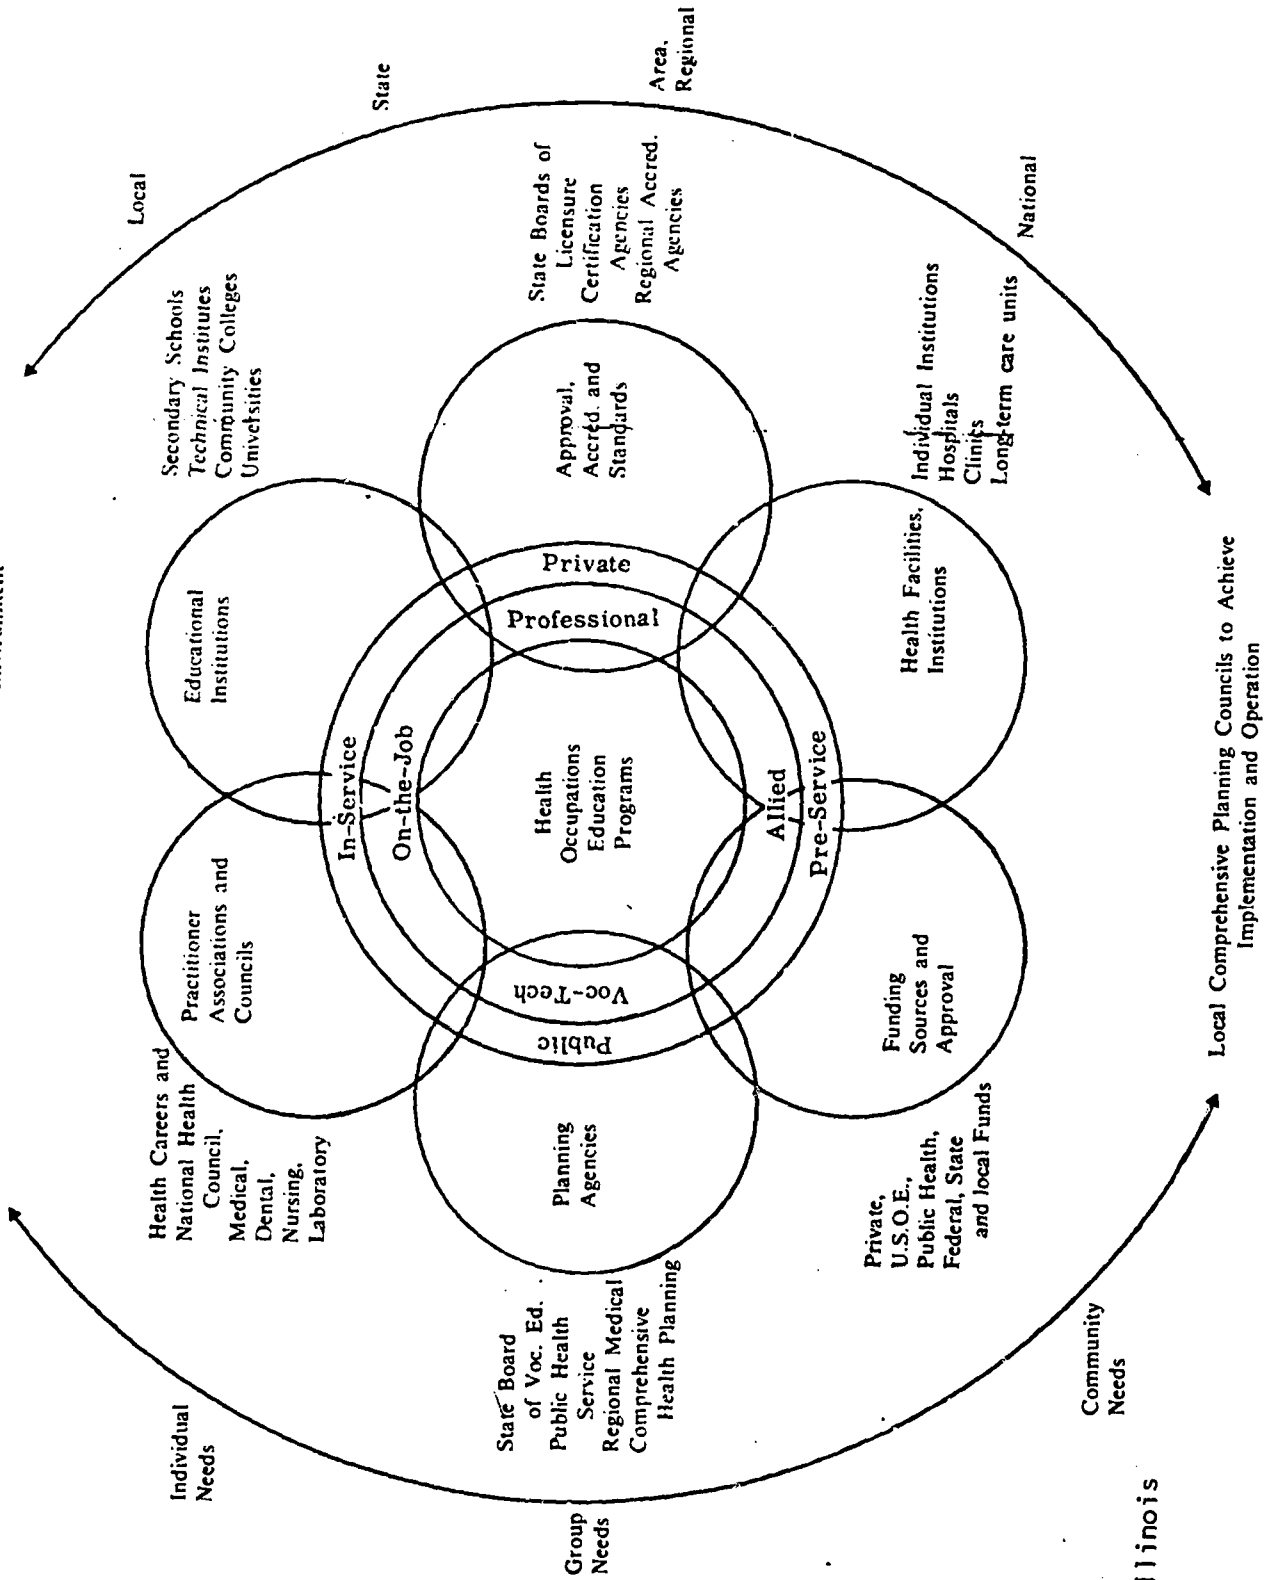 Individual
Needs
Group
Needs
Community
Needs
Local
State
Area,
Regional
National
Health Careers and
National Health
Council,
Medical,
Dental,
Nursing,
Laboratory
Practitioner
Associations and
Councils
Educational
Institutions
Secondary Schools
Technical Institutes
Community Colleges
Universities
State Board
of Voc. Ed.
Public Health
Service
Regional Medical
Comprehensive
Health Planning
Planning
Agencies
Public
Voc-Tech
In-Service
On-the-Job
Health
Occupations
Education
Programs
Allied
Pre-Service
Professional
Private
Approval,
Accred. and
Standards
State Boards of
Licensure
Certification
Agencies
Regional Accred.
Agencies
Private,
U.S.O.E.,
Public Health,
Federal, State
and local Funds
Funding
Sources and
Approval
Health Facilities,
Institutions
Individual Institutions
Hospitals
Clinics
Long-term care units
Local Comprehensive Planning Councils to Achieve
Implementation and Operation
llinois